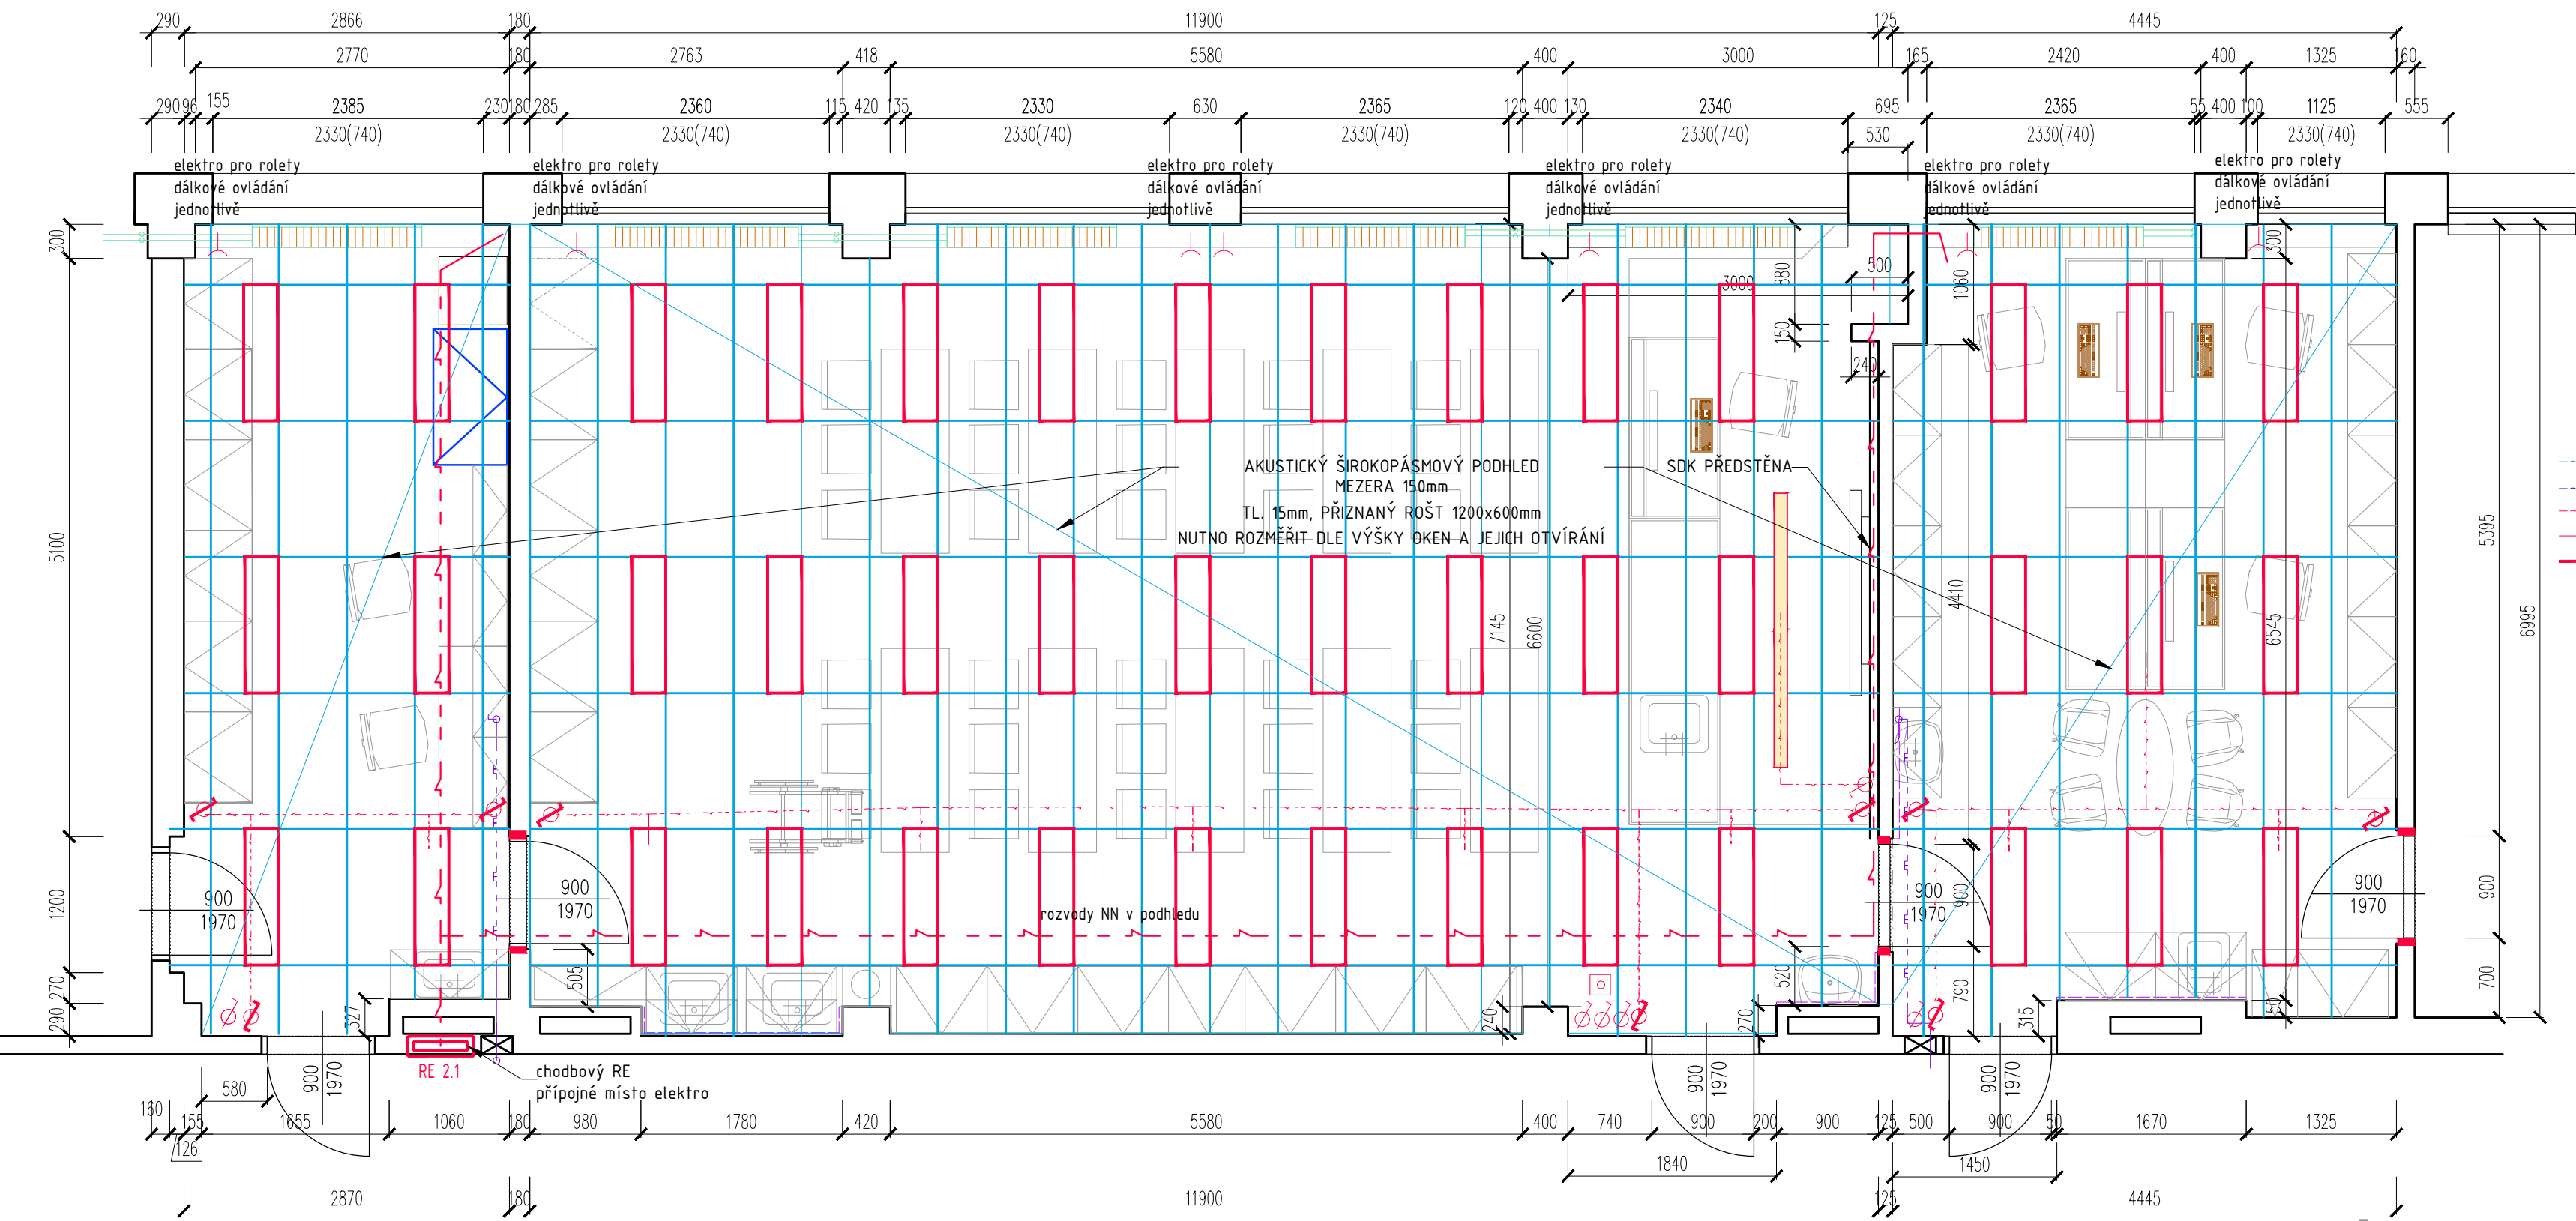 290 2866 180 11900 125 4445
2770 180 2763 418 5580 400 3000 165 2420 400 1325 160
290 96 155 2385 230 180 285 2360 115 420 135 2330 630 2365 120 400 130 2340 695 2365 55 400 100 1125 555
2330(740) 2330(740) 2330(740) 2330(740) 2330(740) 530 2330(740) 2330(740)
elektro pro rolety
dálkové ovládání
jednotlivě
elektro pro rolety
dálkové ovládání
jednotlivě
elektro pro rolety
dálkové ovládání
jednotlivě
elektro pro rolety
dálkové ovládání
jednotlivě
elektro pro rolety
dálkové ovládání
jednotlivě
elektro pro rolety
dálkové ovládání
jednotlivě
300
880
500
3000
1060
300
150
240
AKUSTICKÝ ŠIROKOPÁSMOVÝ PODHLED
MEZERA 150mm
TL. 15mm, PŘIZNANÝ ROŠT 1200x600mm
NUTNO ROZMĚŘIT DLE VÝŠKY OKEN A JEJICH OTVÍRÁNÍ
SDK PŘEDSTĚNA
5100
7145
6600
4410
6545
5395
6995
1200
900
1970
900
1970
rozvody NN v podhledu
900
1970
900
900
1970
900
270
290
327
505
240
520
270
790
315
50
700
RE 2.1
chodbový RE
přípojné místo elektro
900
1970
900
1970
900
1970
580
160 155 1655 1060 180 980 1780 420 5580 400 740 900 200 900 125 500 900 50 1670 1325
126
1840
1450
2870 180 11900 125 4445